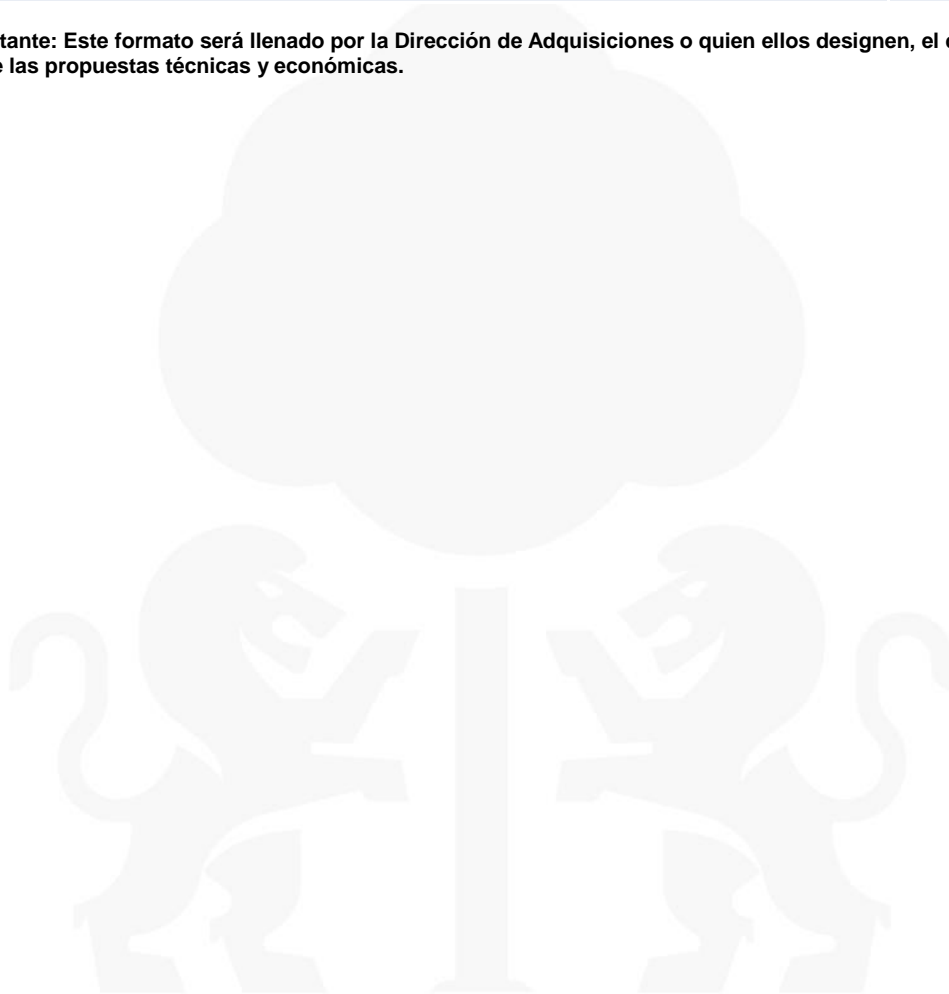 tante: Este formato será llenado por la Dirección de Adquisiciones o quien ellos designen, el
e las propuestas técnicas y económicas.